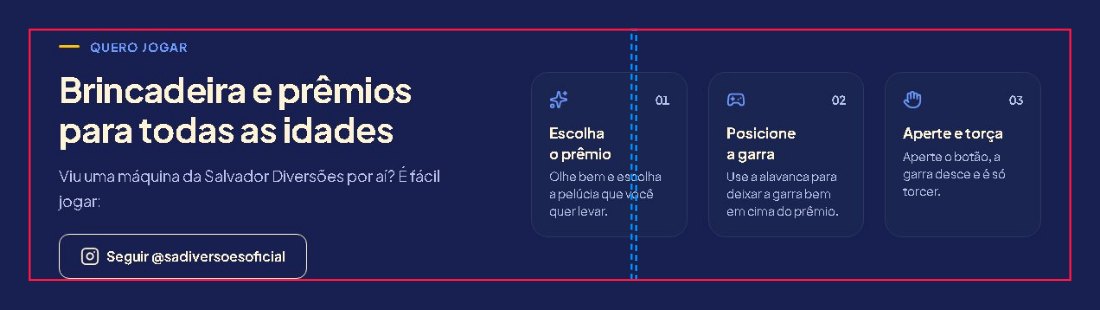 QUERO JOGAR
Brincadeira e prêmios
para todas as idades
Viu uma máquina da Salvador Diversões por aí? É fácil
jogar:
Seguir @sadiversoesoficial
01
Escolha
o prêmio
Olhe bem e escolha
a pelúcia que você
quer levar.
02
Posicione
a garra
Use a alavanca para
deixar a garra bem
em cima do prêmio.
03
Aperte e torça
Aperte o botão, a
garra desce e é só
torcer.